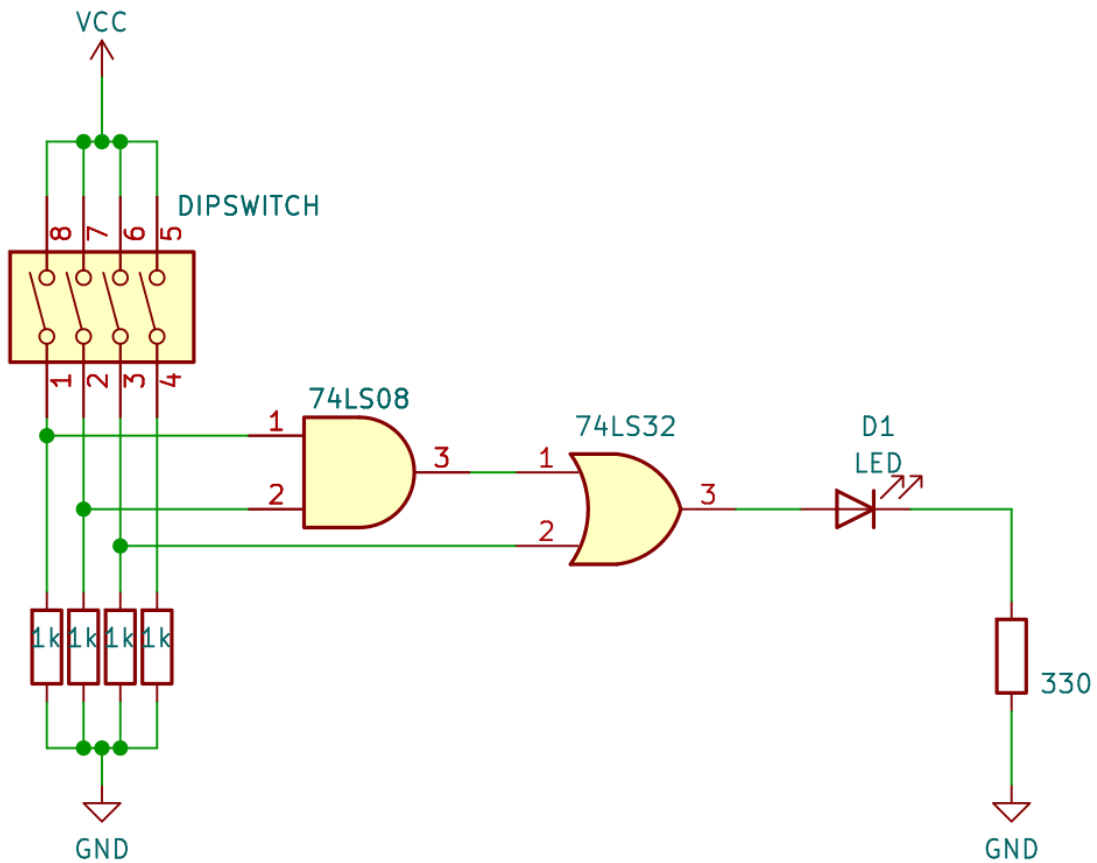 VCC
DIPSWITCH
8 7 6 5
1 2 3 4
74LS08
1
2
3
74LS32
1
2
3
D1
LED
1k 1k 1k 1k
330
GND
GND